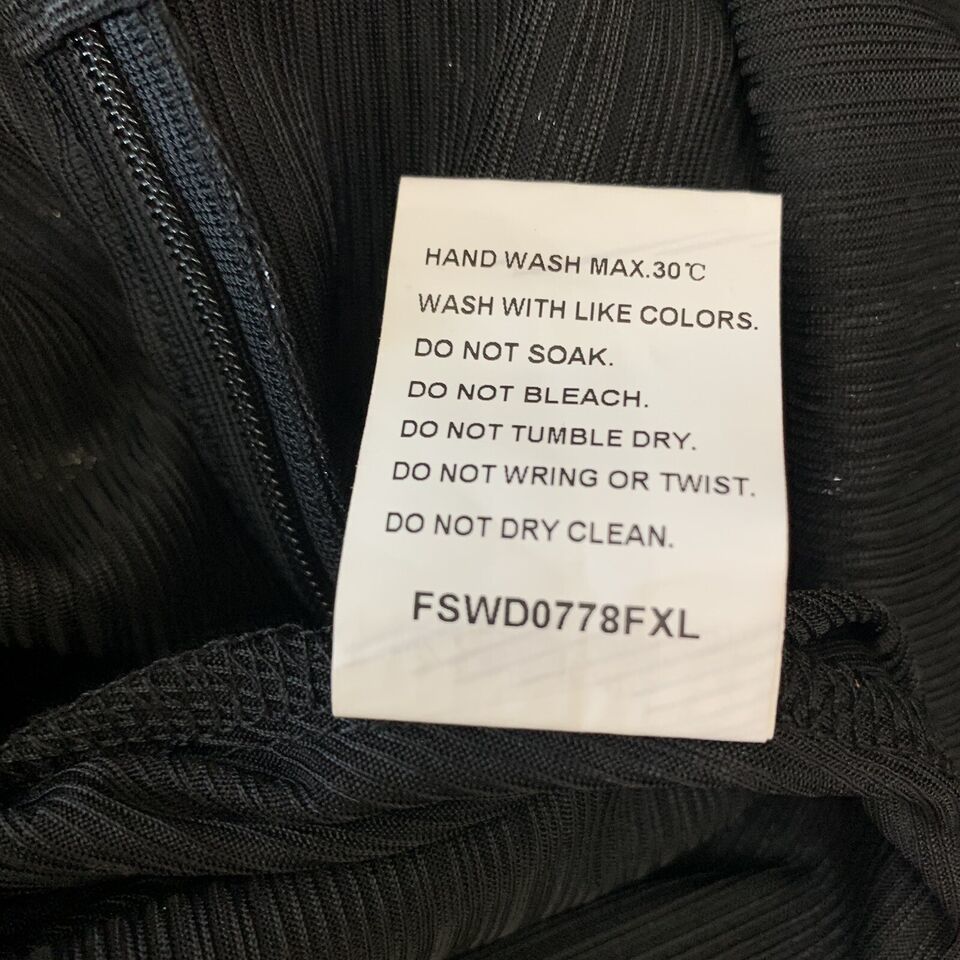 HAND WASH MAX.30℃
WASH WITH LIKE COLORS.
DO NOT SOAK.
DO NOT BLEACH.
DO NOT TUMBLE DRY.
DO NOT WRING OR TWIST.
DO NOT DRY CLEAN.
FSWD0778FXL